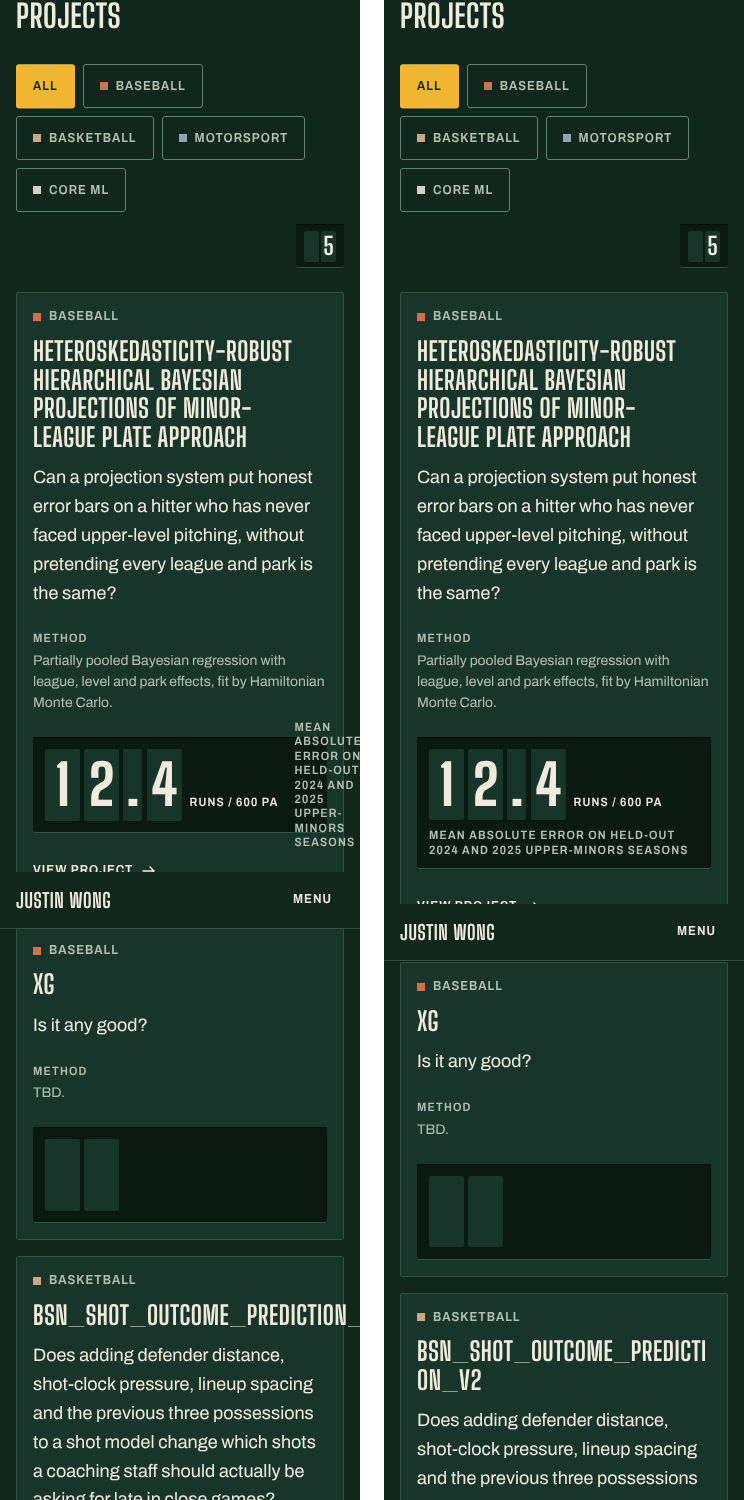 PROJECTS
ALL
BASEBALL
BASKETBALL
MOTORSPORT
CORE ML
5
BASEBALL
HETEROSKEDASTICITY-ROBUST
HIERARCHICAL BAYESIAN
PROJECTIONS OF MINOR-
LEAGUE PLATE APPROACH
Can a projection system put honest
error bars on a hitter who has never
faced upper-level pitching, without
pretending every league and park is
the same?
METHOD
Partially pooled Bayesian regression with
league, level and park effects, fit by Hamiltonian
Monte Carlo.
12.4 RUNS / 600 PA
MEAN
ABSOLUTE
ERROR ON
HELD-OUT
2024 AND
2025
UPPER-
MINORS
SEASONS
VIEW PROJECT →
JUSTIN WONG
MENU
BASEBALL
XG
Is it any good?
METHOD
TBD.
BASKETBALL
BSN_SHOT_OUTCOME_PREDICTION_
Does adding defender distance,
shot-clock pressure, lineup spacing
and the previous three possessions
to a shot model change which shots
a coaching staff should actually be
asking for late in close games?
PROJECTS
ALL
BASEBALL
BASKETBALL
MOTORSPORT
CORE ML
5
BASEBALL
HETEROSKEDASTICITY-ROBUST
HIERARCHICAL BAYESIAN
PROJECTIONS OF MINOR-
LEAGUE PLATE APPROACH
Can a projection system put honest
error bars on a hitter who has never
faced upper-level pitching, without
pretending every league and park is
the same?
METHOD
Partially pooled Bayesian regression with
league, level and park effects, fit by Hamiltonian
Monte Carlo.
12.4 RUNS / 600 PA
MEAN ABSOLUTE ERROR ON HELD-OUT
2024 AND 2025 UPPER-MINORS SEASONS
VIEW PROJECT
JUSTIN WONG
MENU
BASEBALL
XG
Is it any good?
METHOD
TBD.
BASKETBALL
BSN_SHOT_OUTCOME_PREDICTI
ON_V2
Does adding defender distance,
shot-clock pressure, lineup spacing
and the previous three possessions